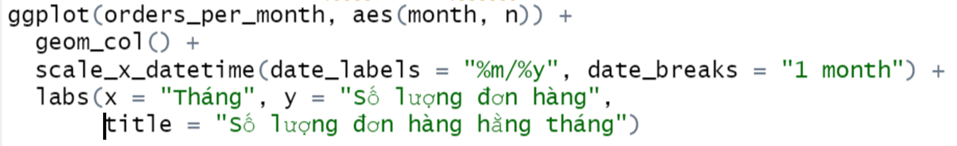 ggplot(orders_per_month, aes(month, n)) +
  geom_col() +
  scale_x_datetime(date_labels = "%m/%y", date_breaks = "1 month") +
  labs(x = "Tháng", y = "Số lượng đơn hàng",
       title = "Số lượng đơn hàng hằng tháng")